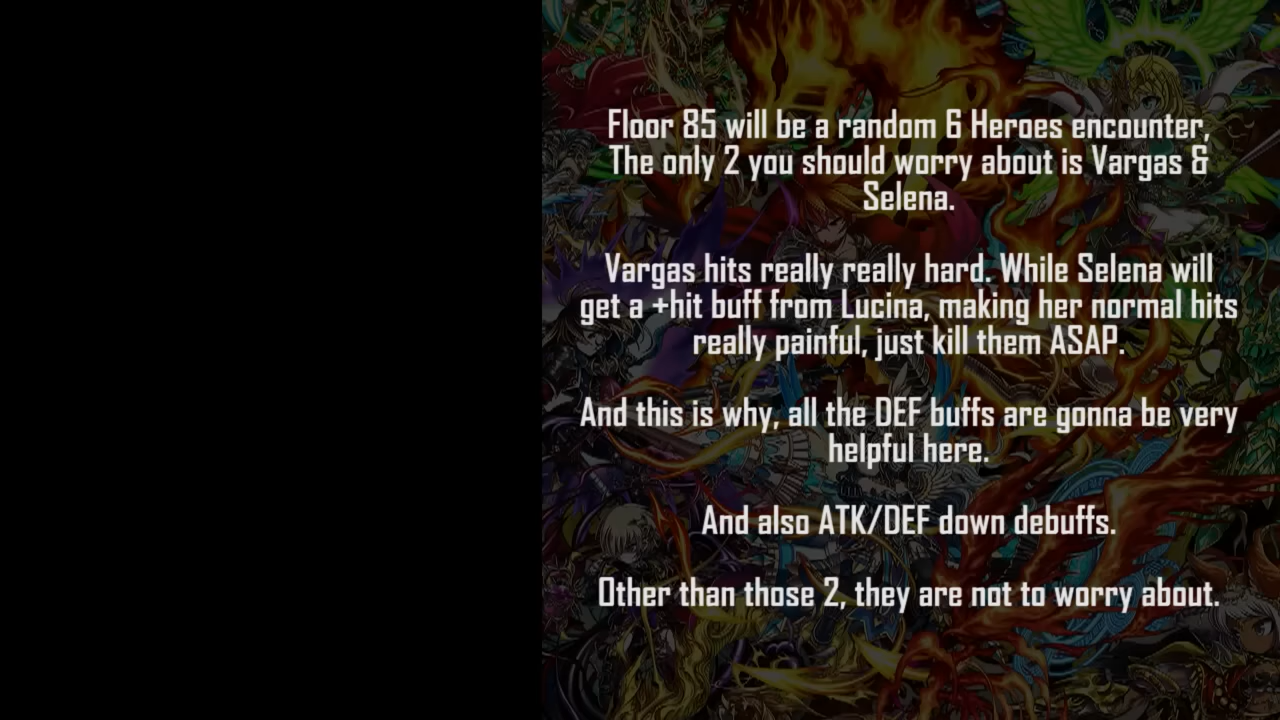 Floor 85 will be a random 6 Heroes encounter,
The only 2 you should worry about is Vargas &
Selena.
Vargas hits really really hard. While Selena will
get a +hit buff from Lucina, making her normal hits
really painful, just kill them ASAP.
And this is why, all the DEF buffs are gonna be very
helpful here.
And also ATK/DEF down debuffs.
Other than those 2, they are not to worry about.